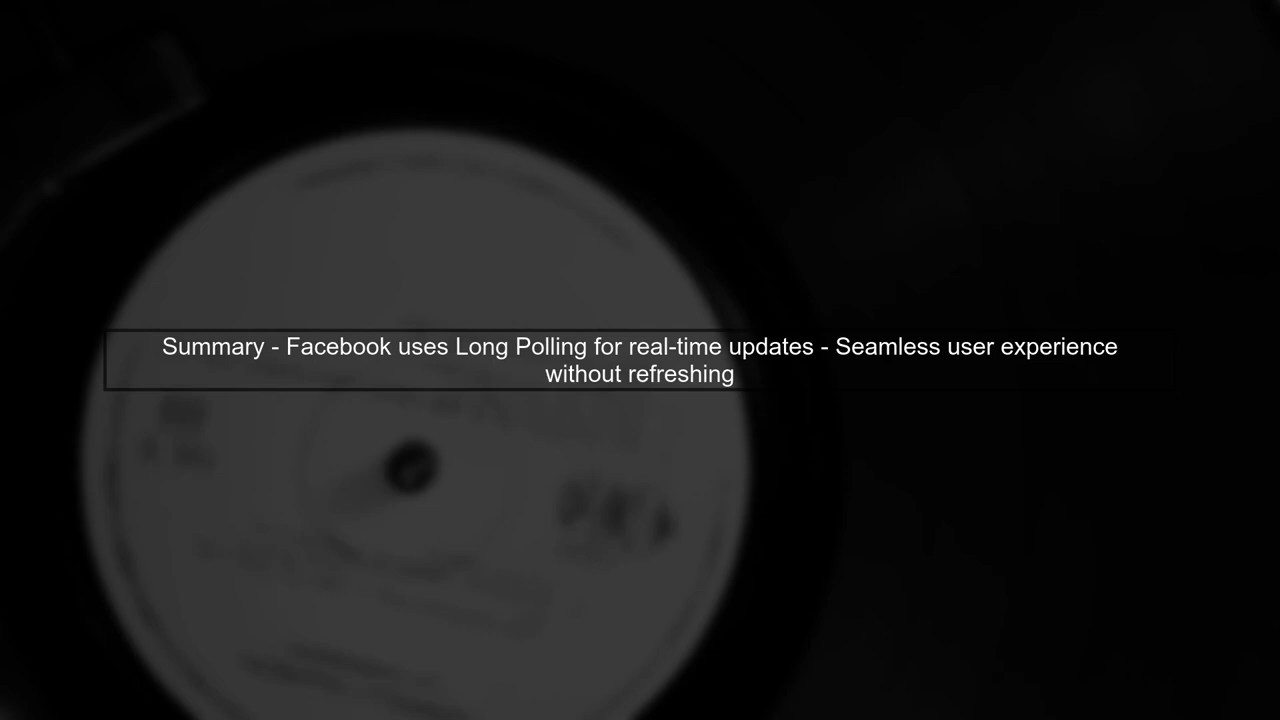 Summary - Facebook uses Long Polling for real-time updates - Seamless user experience
without refreshing